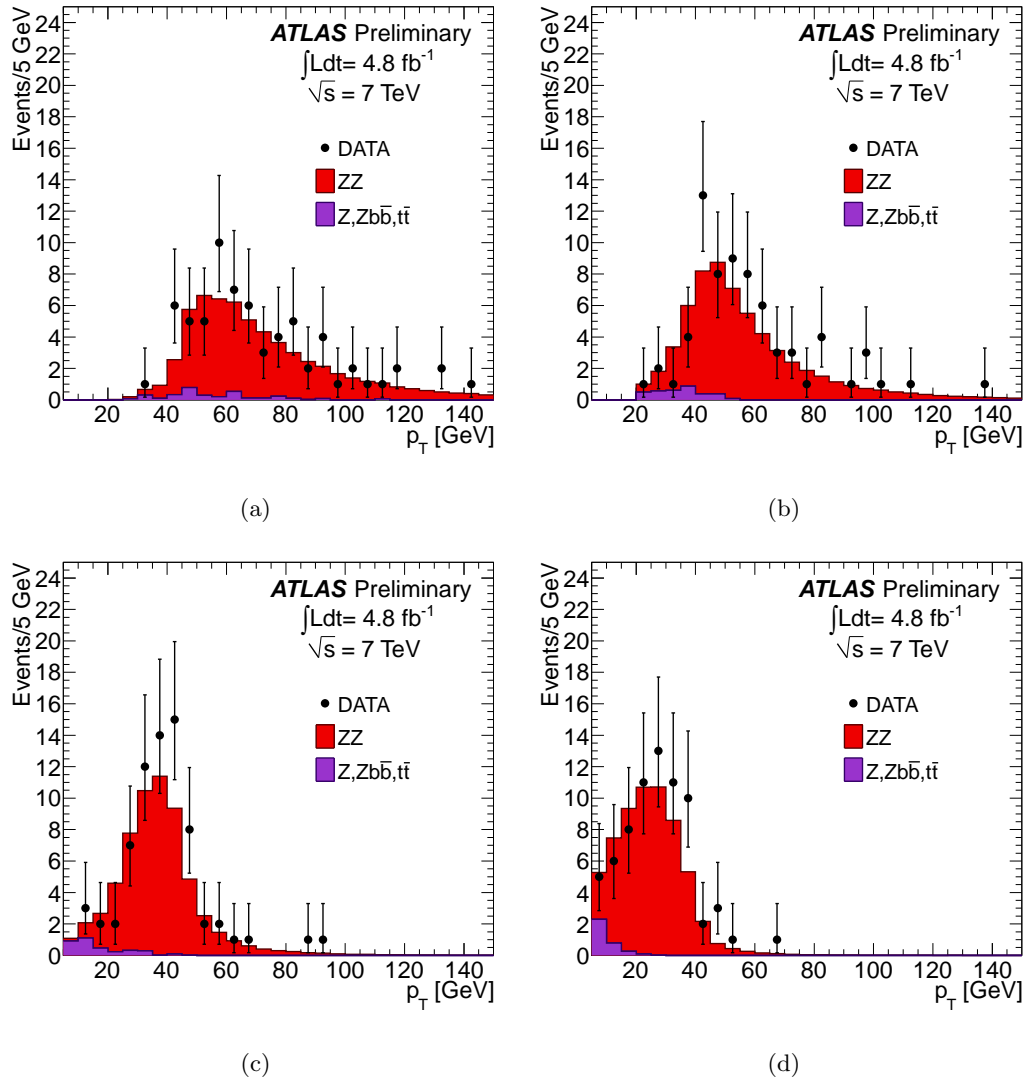 Events/5 GeV
24
22
20
18
16
14
12
10
8
6
4
2
0
ATLAS Preliminary
∫Ldt= 4.8 fb⁻¹
√s = 7 TeV
DATA
ZZ
Z,Zbb̄,tt̄
20 40 60 80 100 120 140
p_T [GeV]
(a)
Events/5 GeV
24
22
20
18
16
14
12
10
8
6
4
2
0
ATLAS Preliminary
∫Ldt= 4.8 fb⁻¹
√s = 7 TeV
DATA
ZZ
Z,Zbb̄,tt̄
20 40 60 80 100 120 140
p_T [GeV]
(b)
Events/5 GeV
24
22
20
18
16
14
12
10
8
6
4
2
0
ATLAS Preliminary
∫Ldt= 4.8 fb⁻¹
√s = 7 TeV
DATA
ZZ
Z,Zbb̄,tt̄
20 40 60 80 100 120 140
p_T [GeV]
(c)
Events/5 GeV
24
22
20
18
16
14
12
10
8
6
4
2
0
ATLAS Preliminary
∫Ldt= 4.8 fb⁻¹
√s = 7 TeV
DATA
ZZ
Z,Zbb̄,tt̄
20 40 60 80 100 120 140
p_T [GeV]
(d)